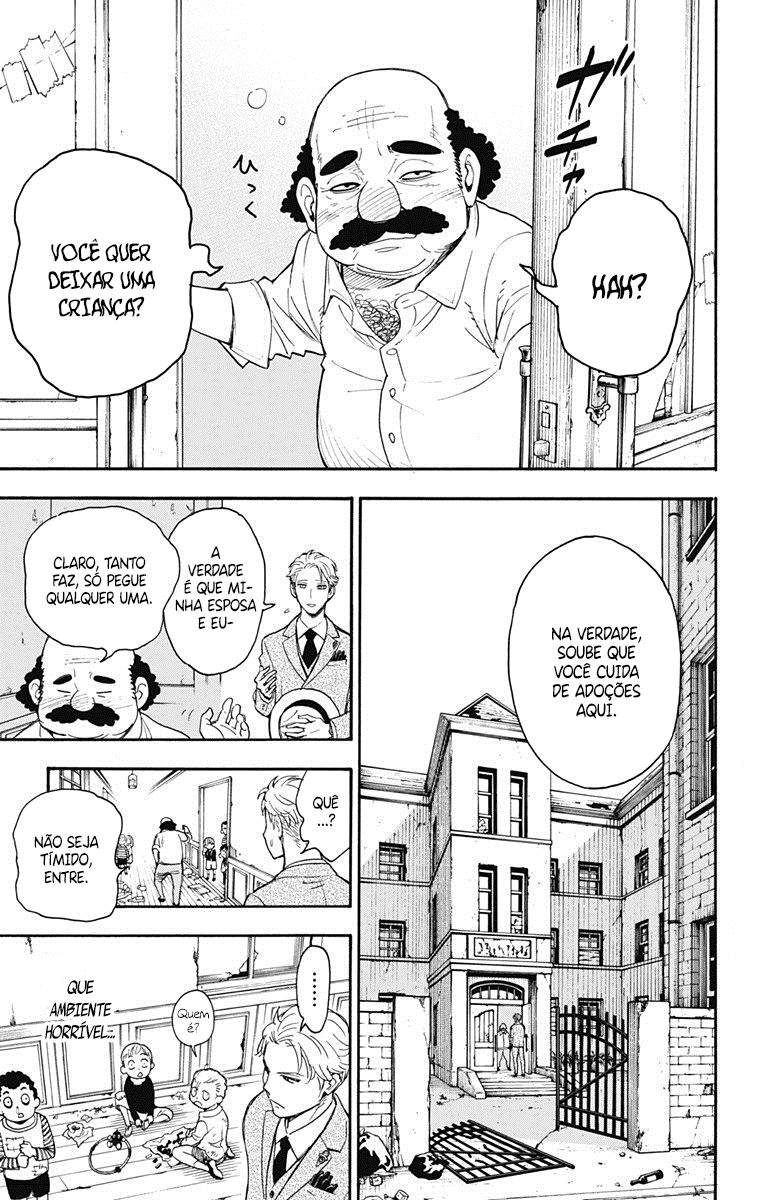 ガチャ
HAH?
ひっく
VOCÊ QUER
DEIXAR UMA
CRIANÇA?
NA VERDADE,
SOUBE QUE
VOCÊ CUIDA
DE ADOÇÕES
AQUI.
A
VERDADE
É QUE MI-
NHA ESPOSA
E EU-
CLARO, TANTO
FAZ, SÓ PEGUE
QUALQUER UMA.
QUÊ
...?
NÃO SEJA
TÍMIDO,
ENTRE.
......
Quem
é?
QUE
AMBIENTE
HORRÍVEL...